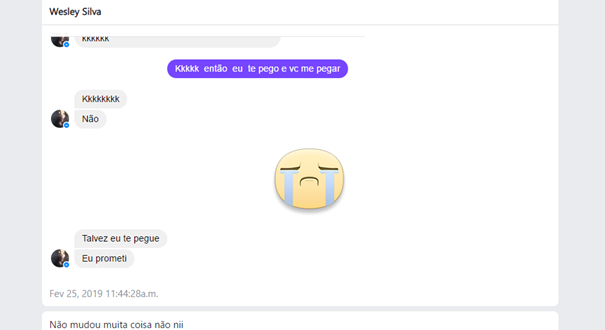 Wesley Silva
kkkkkk
Kkkkk então eu te pego e vc me pegar
Kkkkkkkk
Não
Talvez eu te pegue
Eu prometi
Fev 25, 2019 11:44:28a.m.
Não mudou muita coisa não nii